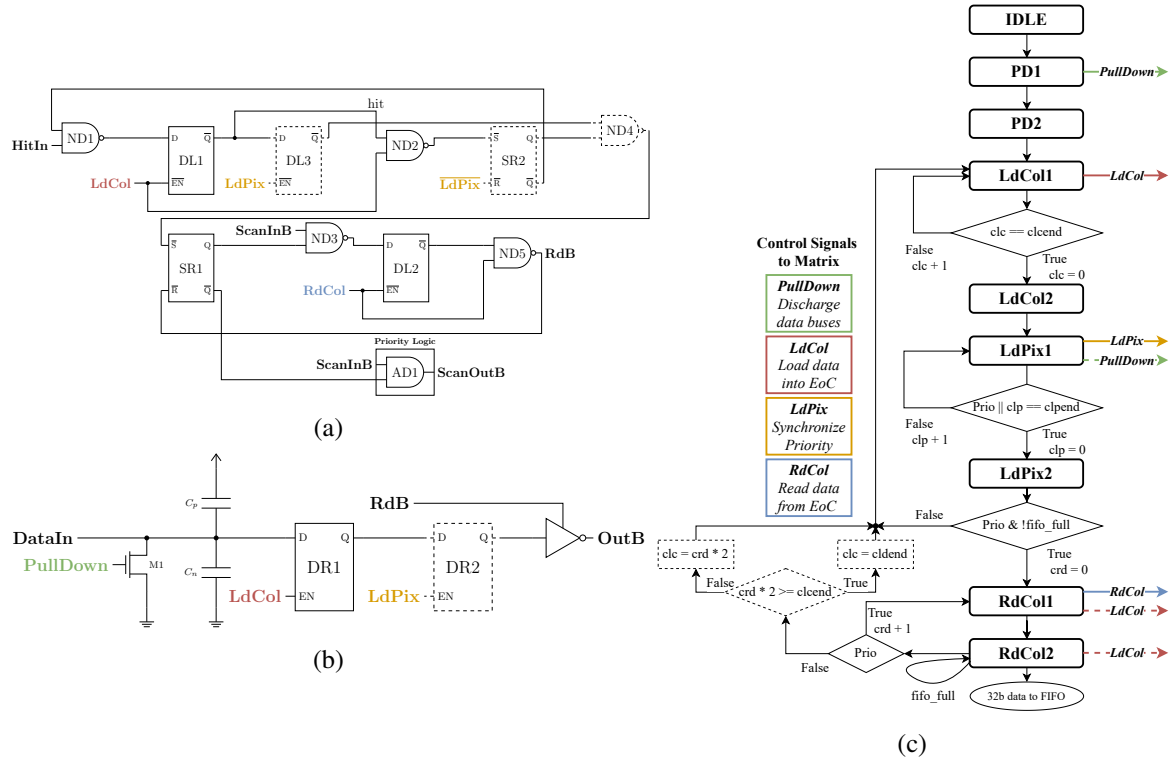 HitIn
ND1
D
Q
DL1
EN
LdCol
hit
D
Q
DL3
EN
LdPix
ND2
S
Q
SR2
R
Q
LdPix
ND4
S
Q
SR1
R
Q
ScanInB
ND3
D
Q
DL2
EN
RdCol
ND5
RdB
Priority Logic
ScanInB
AD1
ScanOutB
(a)
DataIn
PullDown
M1
Cp
Cn
D
Q
DR1
EN
LdCol
D
Q
DR2
EN
LdPix
RdB
OutB
(b)
Control Signals
to Matrix
PullDown
Discharge
data buses
LdCol
Load data
into EoC
LdPix
Synchronize
Priority
RdCol
Read data
from EoC
IDLE
PD1
PullDown
PD2
LdCol1
LdCol
clc == clcend
False
clc + 1
True
clc = 0
LdCol2
LdPix1
LdPix
PullDown
Prio || clp == clpend
False
clp + 1
True
clp = 0
LdPix2
Prio & !fifo_full
False
True
crd = 0
clc = crd * 2
clc = cldend
False
crd * 2 >= clcend
True
RdCol1
RdCol
LdCol
True
crd + 1
Prio
False
RdCol2
LdCol
fifo_full
32b data to FIFO
(c)